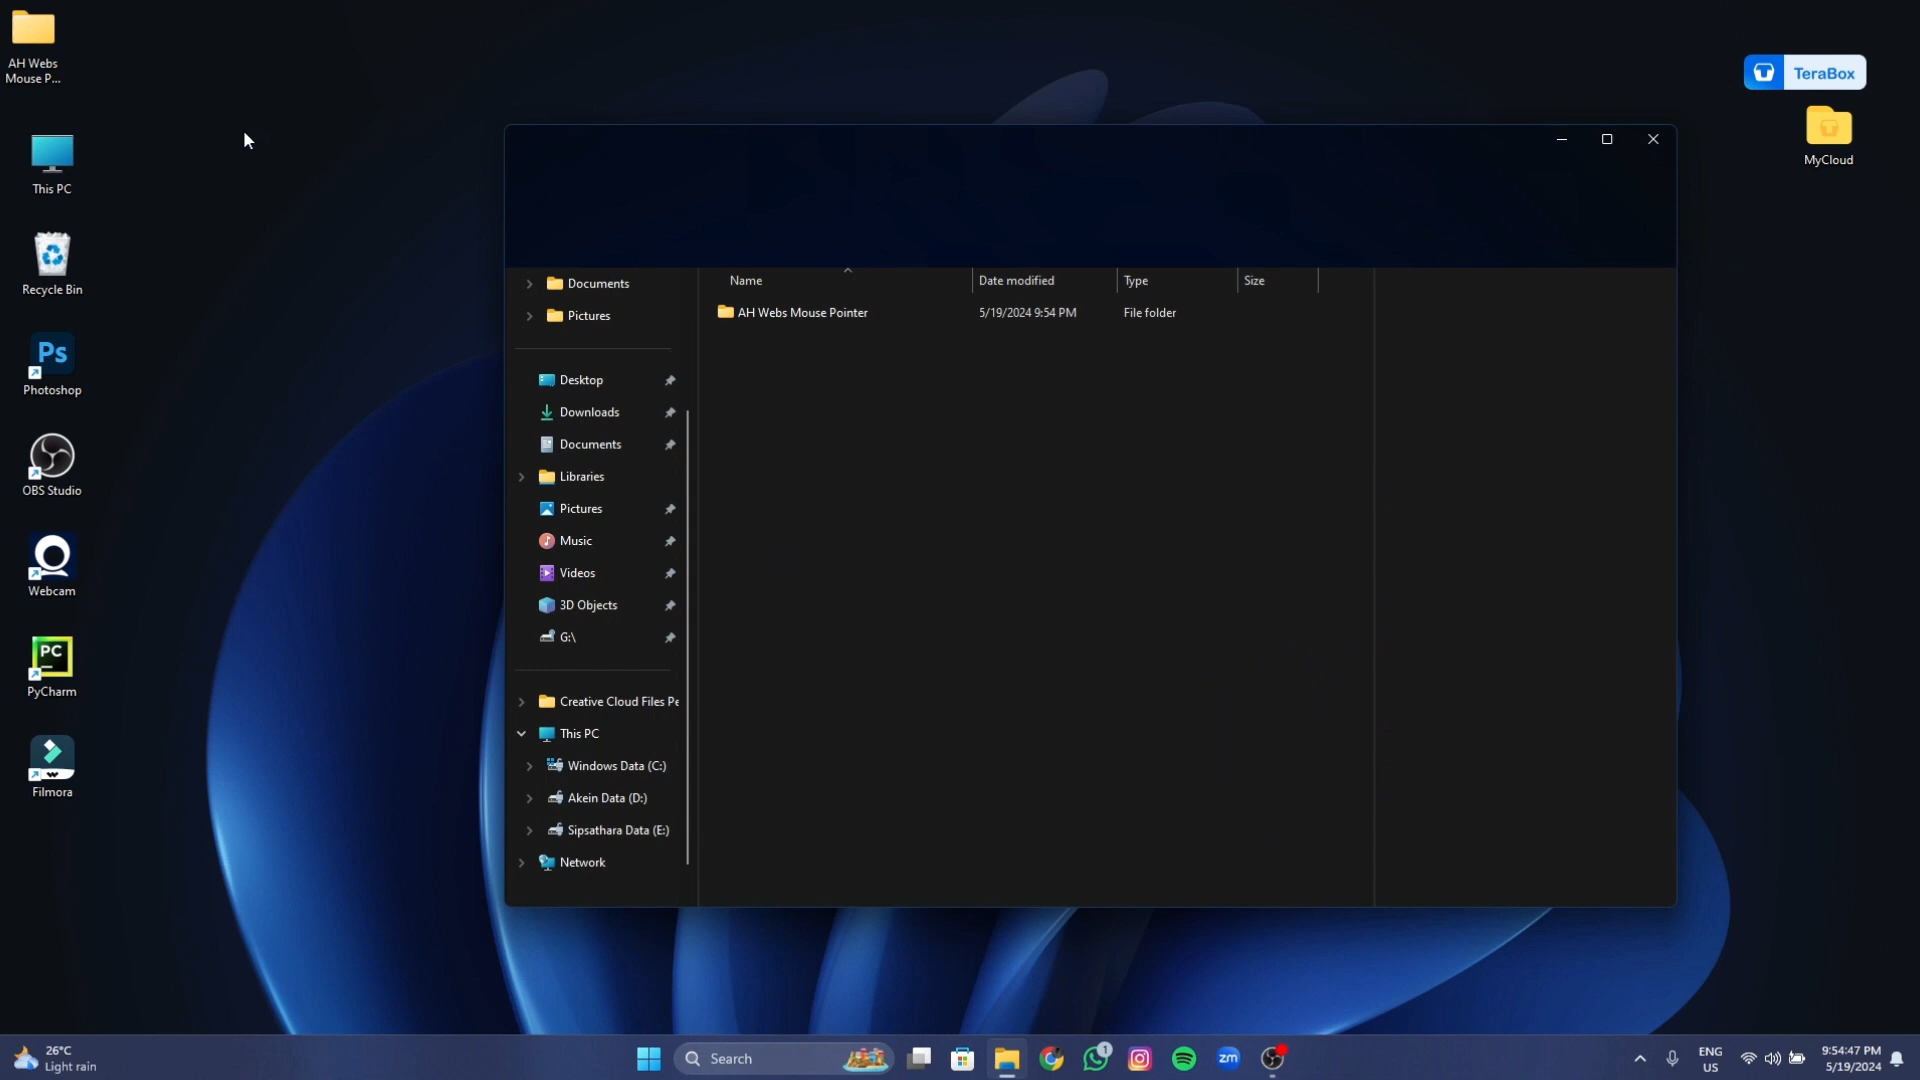 AH Webs
Mouse P...
This PC
Recycle Bin
Ps
Photoshop
OBS Studio
Webcam
PC
PyCharm
Filmora
TeraBox
MyCloud
Name
Date modified
Type
Size
AH Webs Mouse Pointer
5/19/2024 9:54 PM
File folder
Documents
Pictures
Desktop
Downloads
Documents
Libraries
Pictures
Music
Videos
3D Objects
G:\
Creative Cloud Files Pe
This PC
Windows Data (C:)
Akein Data (D:)
Sipsathara Data (E:)
Network
26°C
Light rain
Search
1
zm
ENG
US
9:54:47 PM
5/19/2024